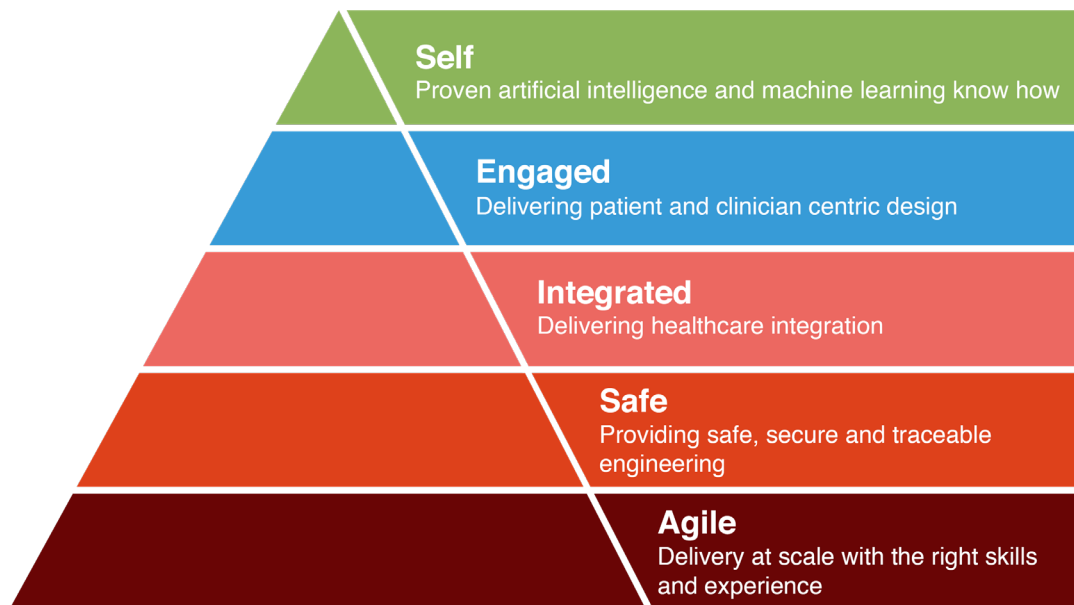 Self
Proven artificial intelligence and machine learning know how
Engaged
Delivering patient and clinician centric design
Integrated
Delivering healthcare integration
Safe
Providing safe, secure and traceable
engineering
Agile
Delivery at scale with the right skills
and experience